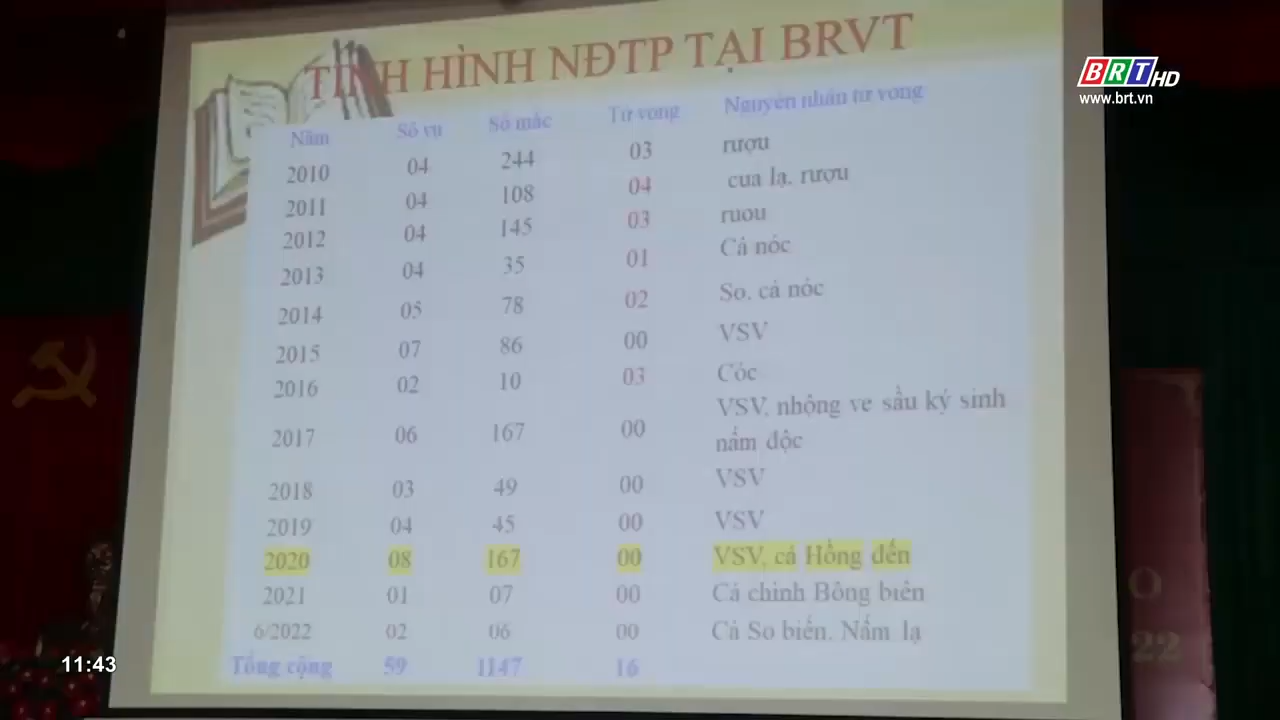 TÌNH HÌNH NĐTP TẠI BRVT
BRT HD
www.brt.vn
Năm Số vụ Số mắc Tử vong Nguyên nhân tử vong
2010 04 244 03 rượu
2011 04 108 04 cua lạ, rượu
2012 04 145 03 ruou
2013 04 35 01 Cá nóc
2014 05 78 02 So, cá nóc
2015 07 86 00 VSV
2016 02 10 03 Cóc
2017 06 167 00 VSV, nhộng ve sầu ký sinh
nấm độc
2018 03 49 00 VSV
2019 04 45 00 VSV
2020 08 167 00 VSV, cá Hồng đến
2021 01 07 00 Cá chình Bông biên
6/2022 02 06 00 Cá So biển, Nấm lạ
Tổng cộng 59 1147 16
O
22
11:43